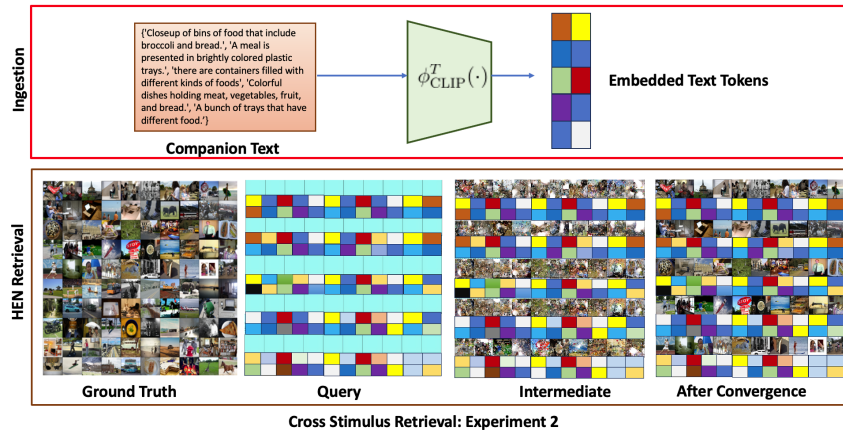 Ingestion
{'Closeup of bins of food that include
broccoli and bread.', 'A meal is
presented in brightly colored plastic
trays.', 'there are containers filled with
different kinds of foods', 'Colorful
dishes holding meat, vegetables, fruit,
and bread.', 'A bunch of trays that have
different food.'}
Companion Text
ϕᵀ_CLIP(·)
Embedded Text Tokens
HEN Retrieval
STOP
STOP
Ground Truth
Query
Intermediate
After Convergence
Cross Stimulus Retrieval: Experiment 2